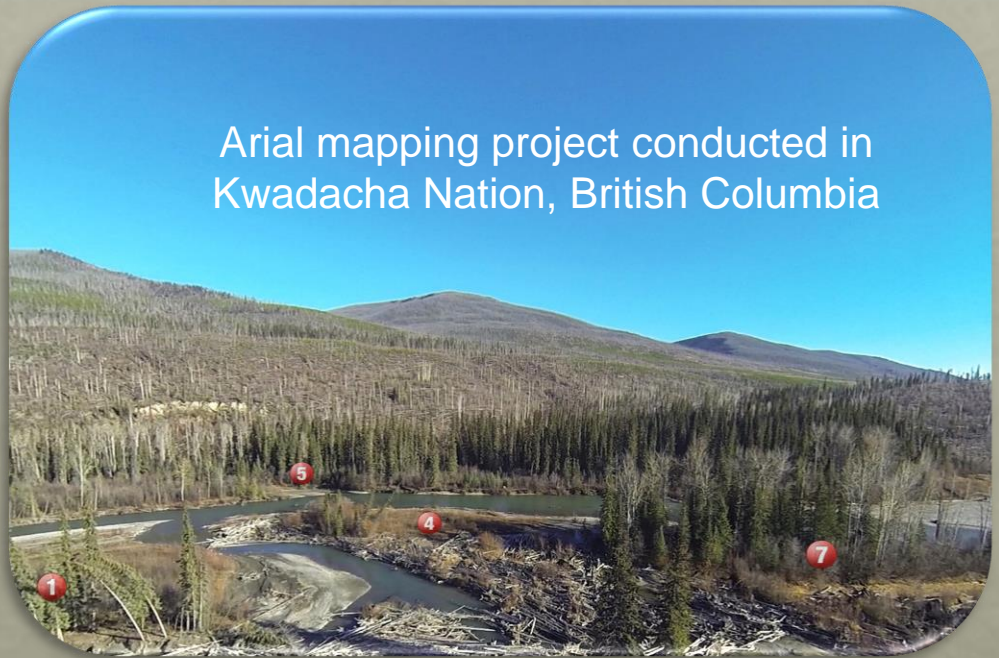 Arial mapping project conducted in
Kwadacha Nation, British Columbia
5
4
7
1